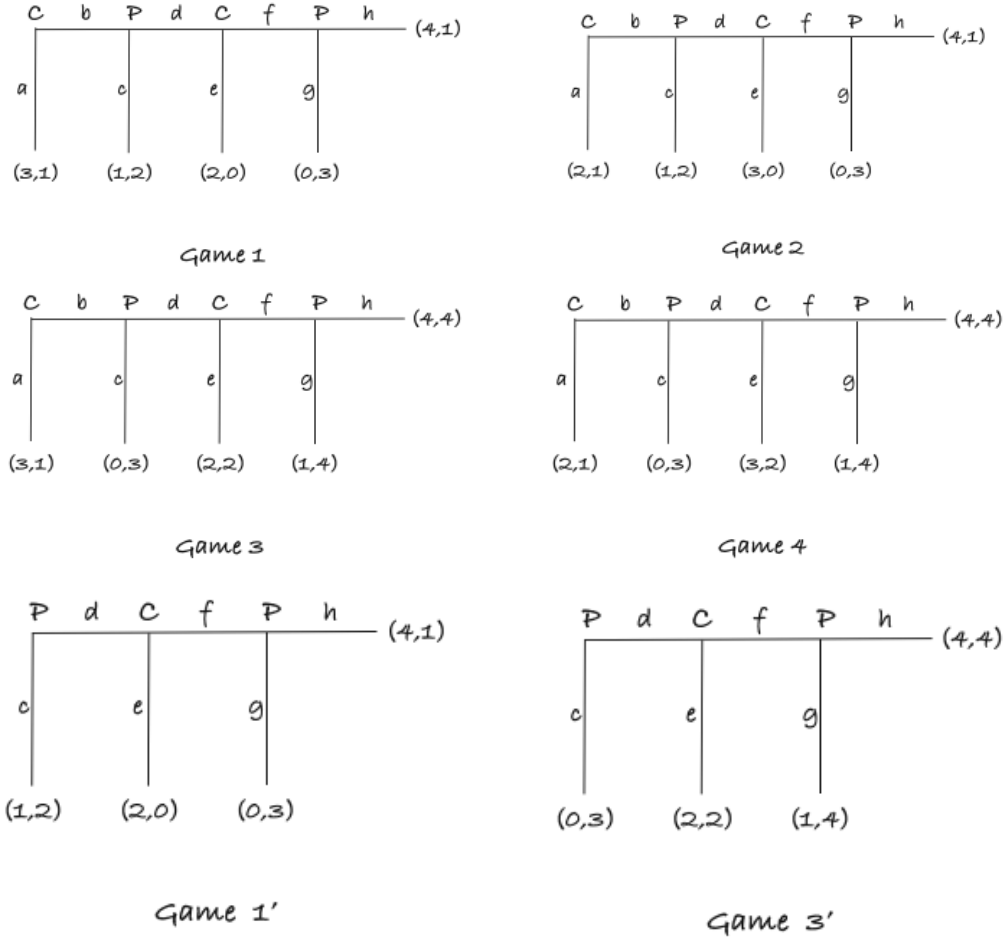 C b P d C f P h (4,1)
a c e g
(3,1) (1,2) (2,0) (0,3)
Game 1
C b P d C f P h (4,1)
a c e g
(2,1) (1,2) (3,0) (0,3)
Game 2
C b P d C f P h (4,4)
a c e g
(3,1) (0,3) (2,2) (1,4)
Game 3
C b P d C f P h (4,4)
a c e g
(2,1) (0,3) (3,2) (1,4)
Game 4
P d C f P h (4,1)
c e g
(1,2) (2,0) (0,3)
Game 1'
P d C f P h (4,4)
c e g
(0,3) (2,2) (1,4)
Game 3'